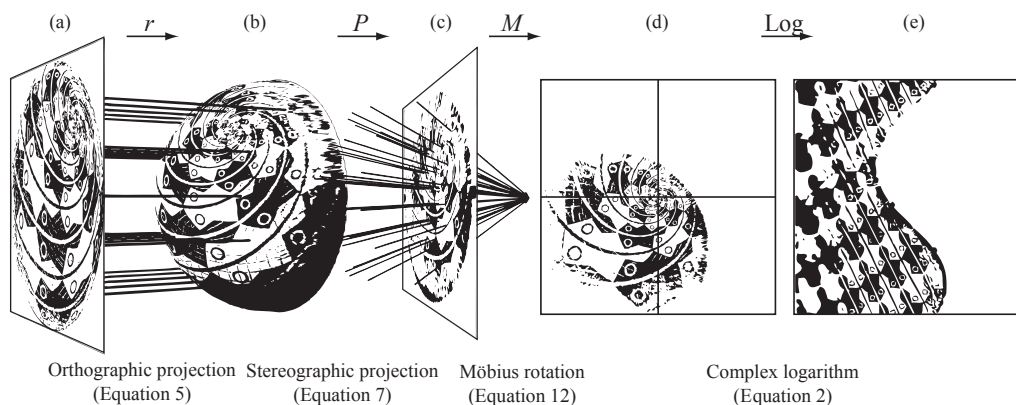 (a) r (b) P (c) M (d) Log (e)
Orthographic projection Stereographic projection Möbius rotation Complex logarithm
(Equation 5) (Equation 7) (Equation 12) (Equation 2)